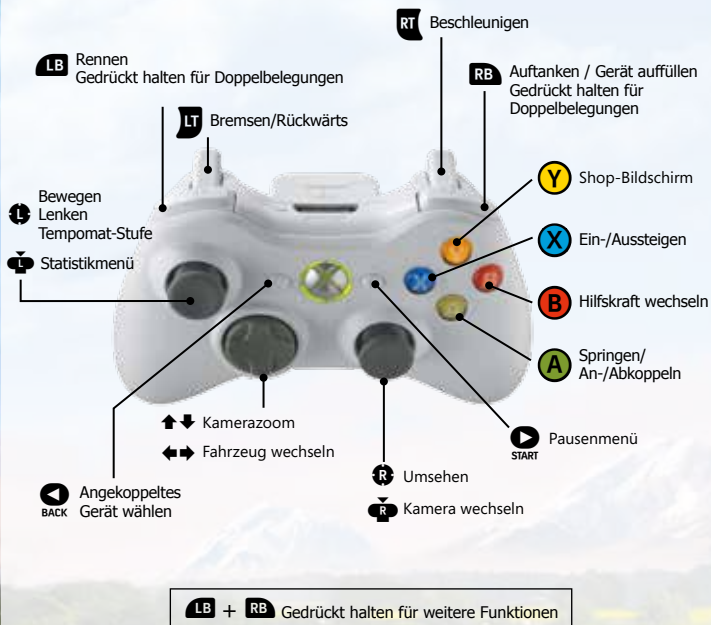 RT Beschleunigen
LB Rennen
Gedrückt halten für Doppelbelegungen
RB Auftanken / Gerät auffüllen
Gedrückt halten für
Doppelbelegungen
LT Bremsen/Rückwärts
Y Shop-Bildschirm
L Bewegen
Lenken
Tempomat-Stufe
X Ein-/Aussteigen
L Statistikmenü
B Hilfskraft wechseln
A Springen/
An-/Abkoppeln
Kamerazoom
Fahrzeug wechseln
START Pausenmenü
R Umsehen
BACK Angekoppeltes
Gerät wählen
R Kamera wechseln
LB + RB Gedrückt halten für weitere Funktionen
X